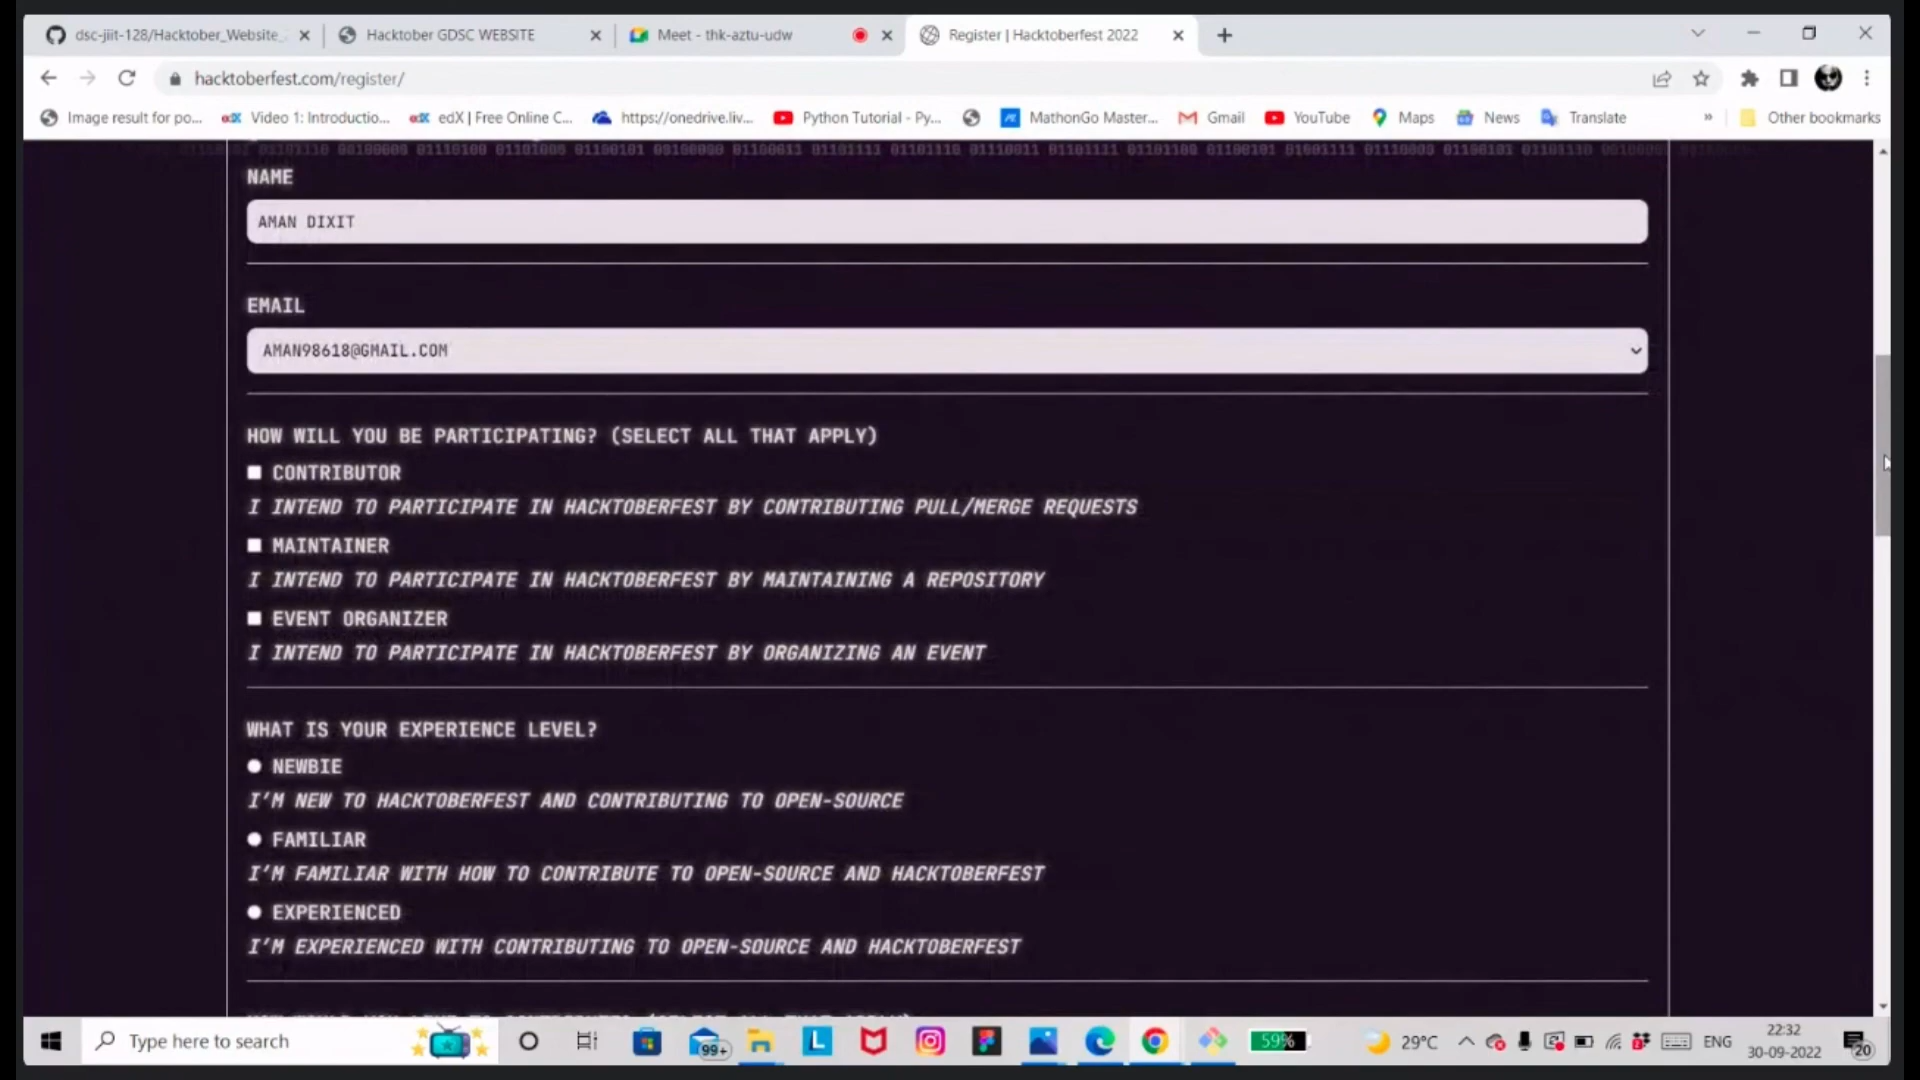 dsc-jiit-128/Hacktober_Website_
Hacktober GDSC WEBSITE
Meet - thk-aztu-udw
Register | Hacktoberfest 2022
hacktoberfest.com/register/
Image result for po...
Video 1: Introductio...
edX | Free Online C...
https://onedrive.liv...
Python Tutorial - Py...
MathonGo Master...
Gmail
YouTube
Maps
News
Translate
»
Other bookmarks
NAME
AMAN DIXIT
EMAIL
AMAN98618@GMAIL.COM
HOW WILL YOU BE PARTICIPATING? (SELECT ALL THAT APPLY)
CONTRIBUTOR
I INTEND TO PARTICIPATE IN HACKTOBERFEST BY CONTRIBUTING PULL/MERGE REQUESTS
MAINTAINER
I INTEND TO PARTICIPATE IN HACKTOBERFEST BY MAINTAINING A REPOSITORY
EVENT ORGANIZER
I INTEND TO PARTICIPATE IN HACKTOBERFEST BY ORGANIZING AN EVENT
WHAT IS YOUR EXPERIENCE LEVEL?
NEWBIE
I'M NEW TO HACKTOBERFEST AND CONTRIBUTING TO OPEN-SOURCE
FAMILIAR
I'M FAMILIAR WITH HOW TO CONTRIBUTE TO OPEN-SOURCE AND HACKTOBERFEST
EXPERIENCED
I'M EXPERIENCED WITH CONTRIBUTING TO OPEN-SOURCE AND HACKTOBERFEST
Type here to search
99+
59%
29°C
ENG
22:32
30-09-2022
20